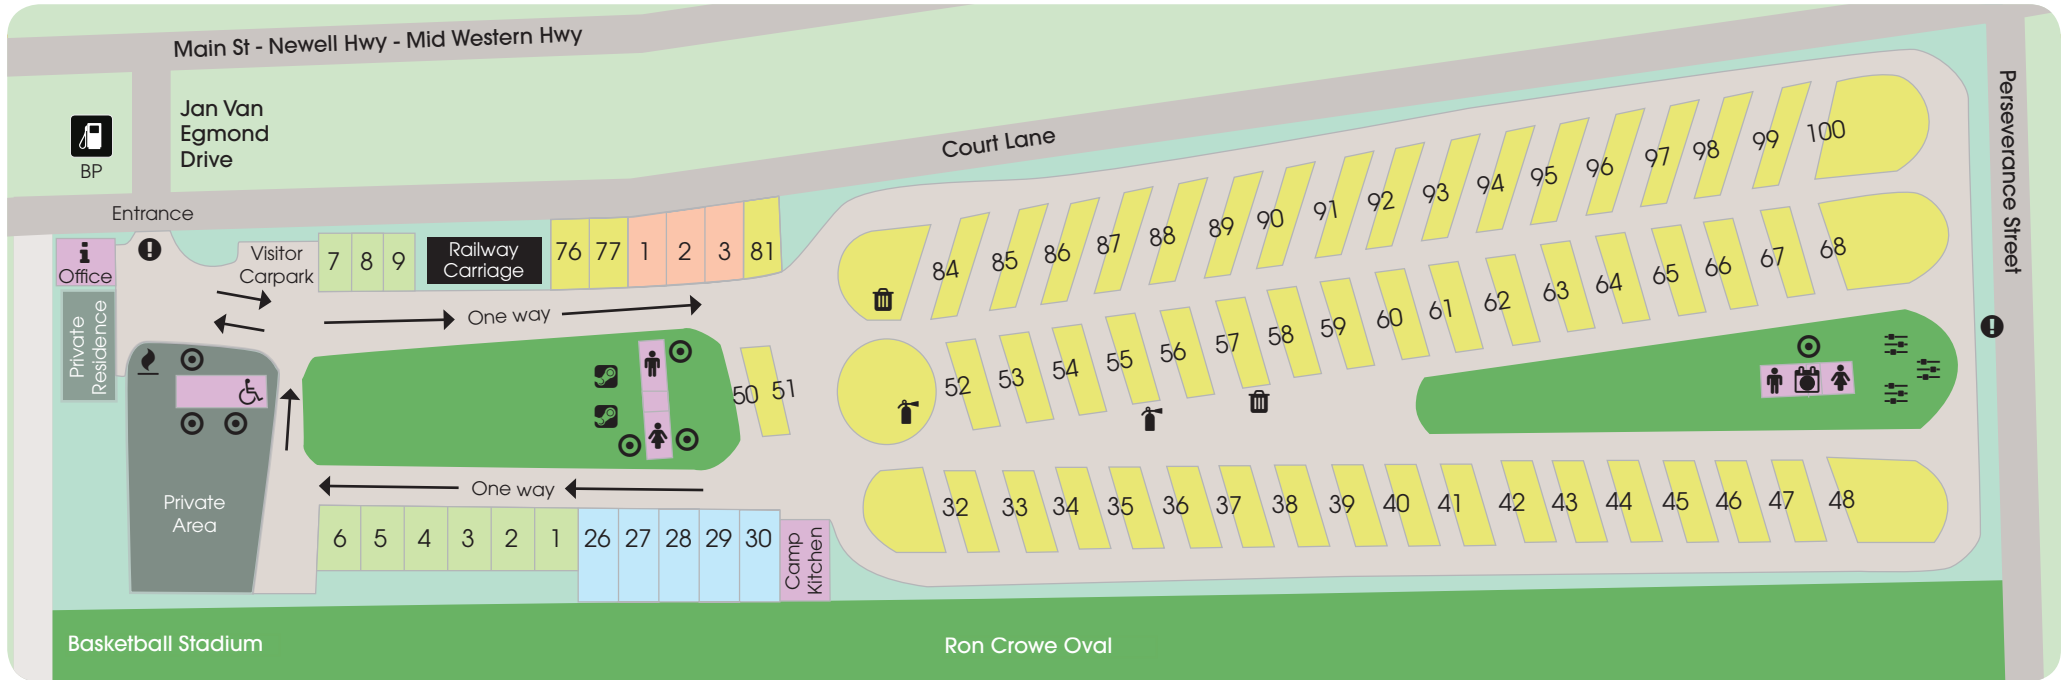 Main St - Newell Hwy - Mid Western Hwy
Jan Van
Egmond
Drive
BP
Court Lane
Perseverance Street
Entrance
i
Office
Private
Residence
Visitor
Carpark
7 8 9
Railway
Carriage
76 77 1 2 3 81
One way
84 85 86 87 88 89 90 91 92 93 94 95 96 97 98 99 100
50 51
52 53 54 55 56 57 58 59 60 61 62 63 64 65 66 67 68
Private
Area
One way
6 5 4 3 2 1 26 27 28 29 30
Camp
Kitchen
32 33 34 35 36 37 38 39 40 41 42 43 44 45 46 47 48
Basketball Stadium
Ron Crowe Oval